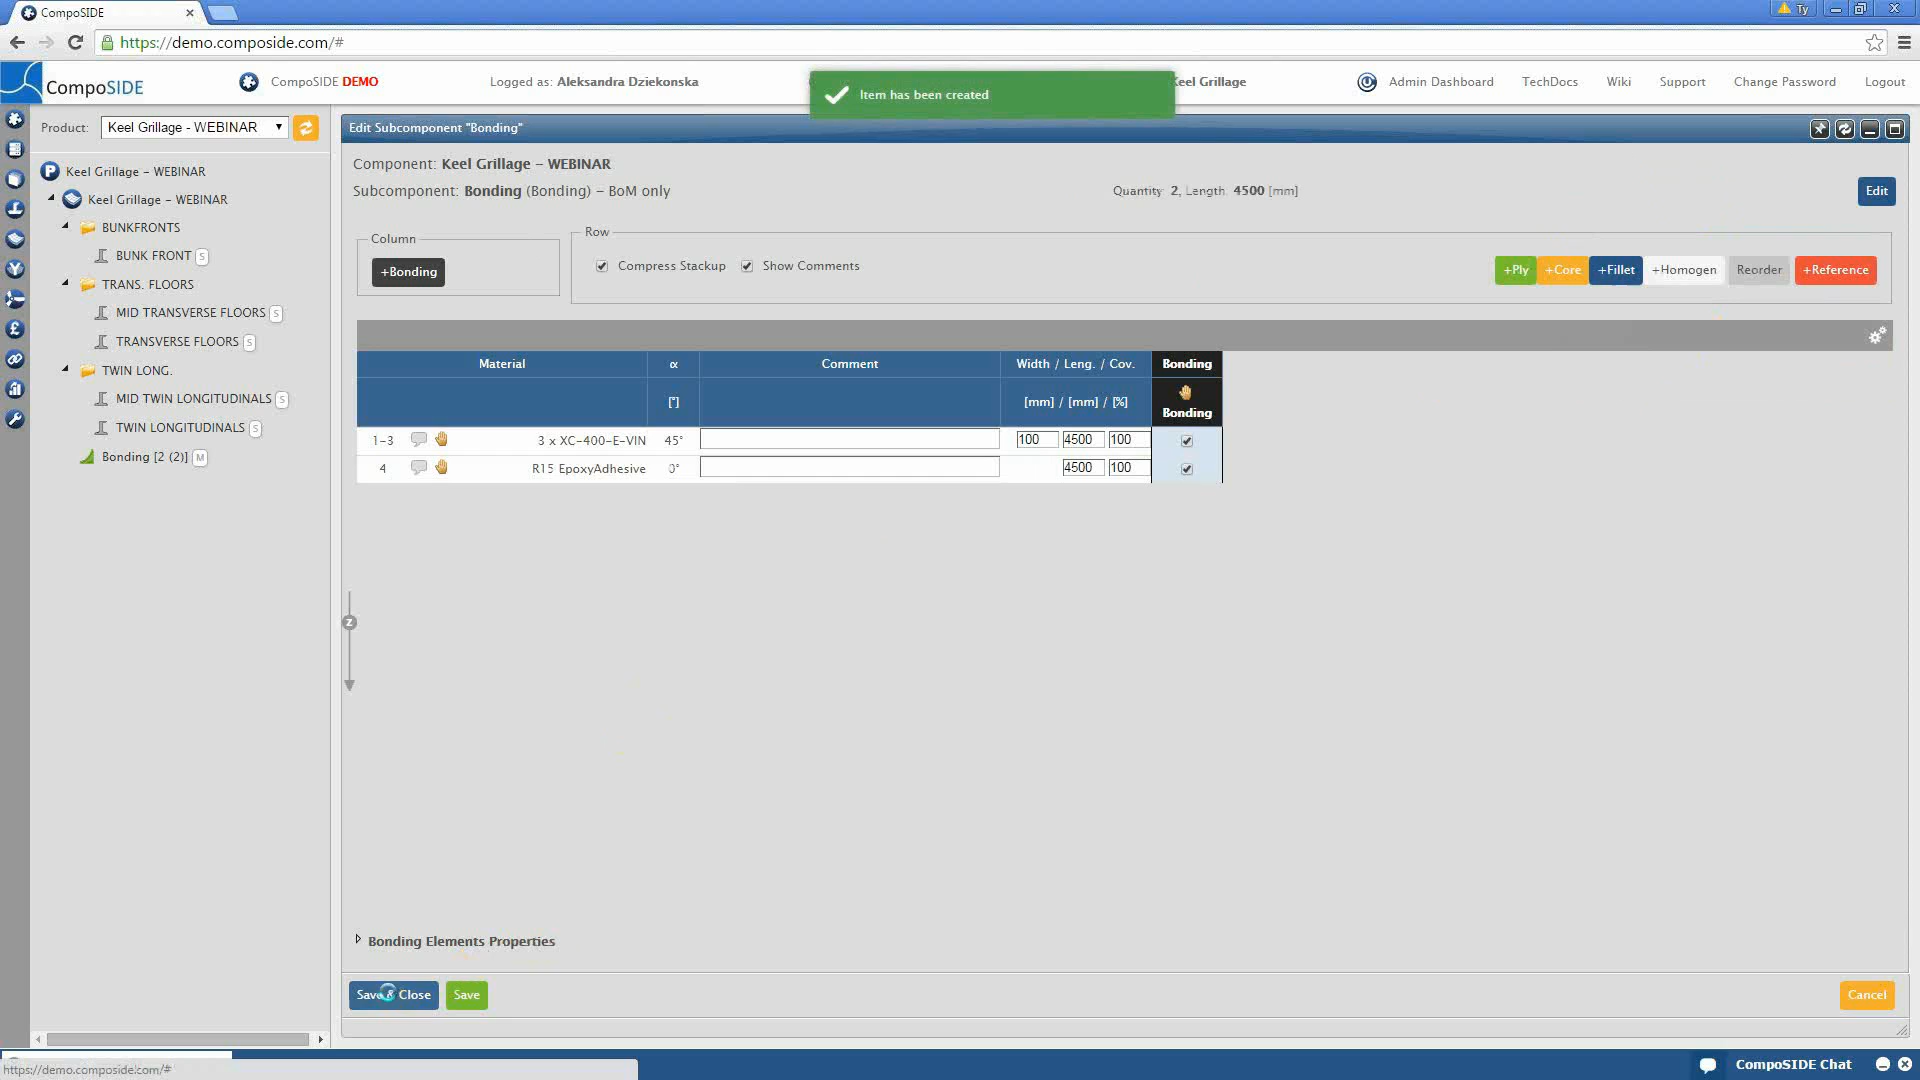 CompoSIDE
Ty
https://demo.composide.com/#
CompoSIDE
CompoSIDE DEMO
Logged as: Aleksandra Dziekonska
Item has been created
Keel Grillage
Admin Dashboard
TechDocs
Wiki
Support
Change Password
Logout
Product:
Keel Grillage - WEBINAR
Edit Subcomponent "Bonding"
P
Keel Grillage - WEBINAR
Keel Grillage - WEBINAR
BUNKFRONTS
BUNK FRONT S
TRANS. FLOORS
MID TRANSVERSE FLOORS S
TRANSVERSE FLOORS S
TWIN LONG.
MID TWIN LONGITUDINALS S
TWIN LONGITUDINALS S
Bonding [2 (2)] M
Component: Keel Grillage - WEBINAR
Subcomponent: Bonding (Bonding) - BoM only
Quantity 2, Length 4500 [mm]
Edit
Column
+Bonding
Row
Compress Stackup
Show Comments
+Ply
+Core
+Fillet
+Homogen
Reorder
+Reference
Material
α
Comment
Width / Leng. / Cov.
Bonding
[°]
[mm] / [mm] / [%]
Bonding
1-3
3 x XC-400-E-VIN
45°
100
4500
100
4
R15 EpoxyAdhesive
0°
4500
100
z
Bonding Elements Properties
Save & Close
Save
Cancel
https://demo.composide.com/#
CompoSIDE Chat